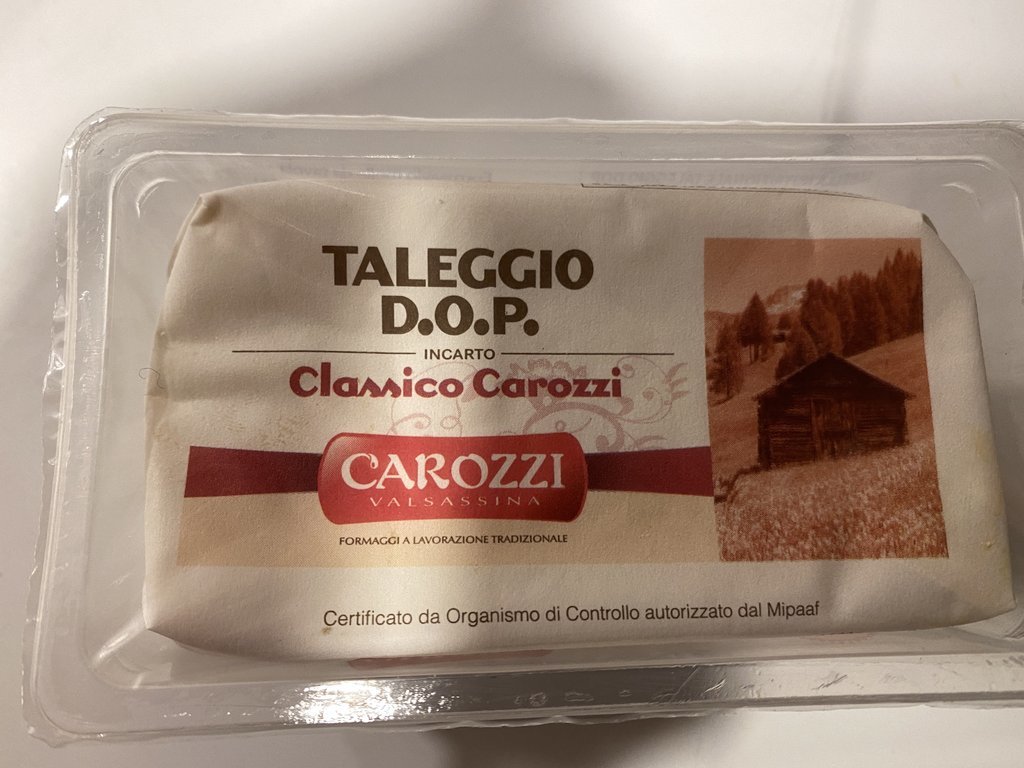 TALEGGIO
D.O.P.
INCARTO
Classico Carozzi
CAROZZI
VALSASSINA
FORMAGGI A LAVORAZIONE TRADIZIONALE
Certificato da Organismo di Controllo autorizzato dal Mipaaf